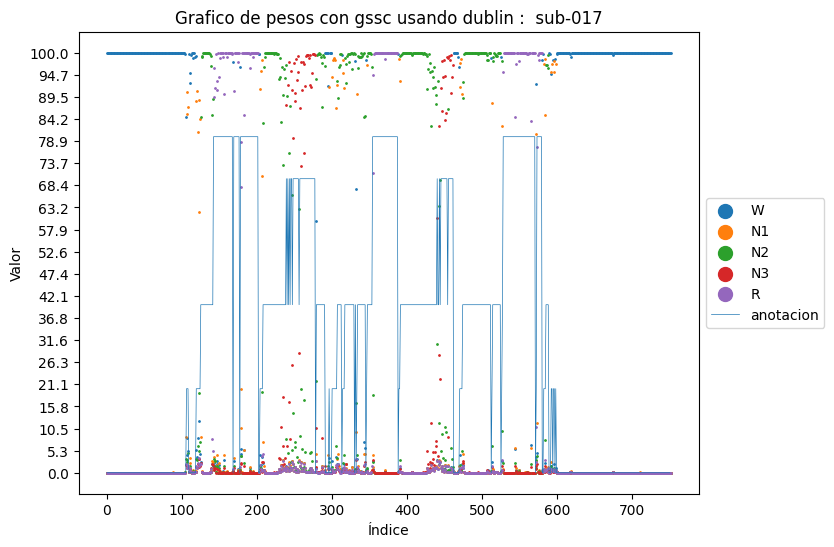 Grafico de pesos con gssc usando dublin :  sub-017
100.0
94.7
89.5
84.2
78.9
73.7
68.4
63.2
57.9
52.6
47.4
42.1
36.8
31.6
26.3
21.1
15.8
10.5
5.3
0.0
Valor
0 100 200 300 400 500 600 700
Índice
W
N1
N2
N3
R
anotacion